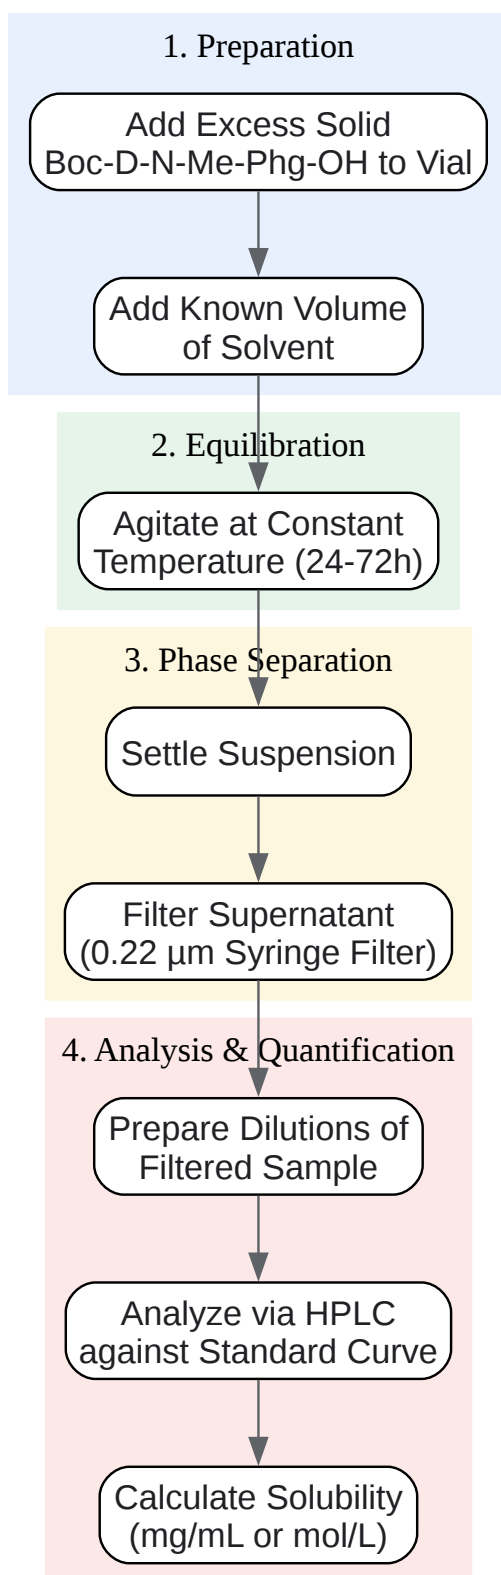 1. Preparation
Add Excess Solid
Boc-D-N-Me-Phg-OH to Vial
Add Known Volume
of Solvent
2. Equilibration
Agitate at Constant
Temperature (24-72h)
3. Phase Separation
Settle Suspension
Filter Supernatant
(0.22 µm Syringe Filter)
4. Analysis & Quantification
Prepare Dilutions of
Filtered Sample
Analyze via HPLC
against Standard Curve
Calculate Solubility
(mg/mL or mol/L)